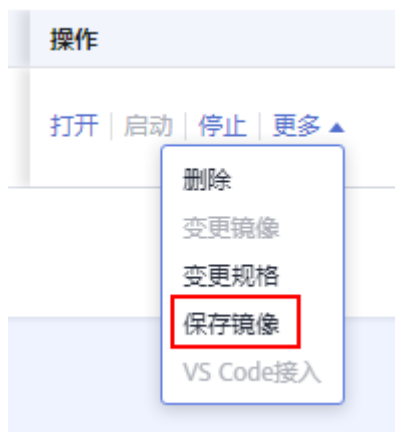 操作
打开 启动 停止 更多
删除
变更镜像
变更规格
保存镜像
VS Code接入